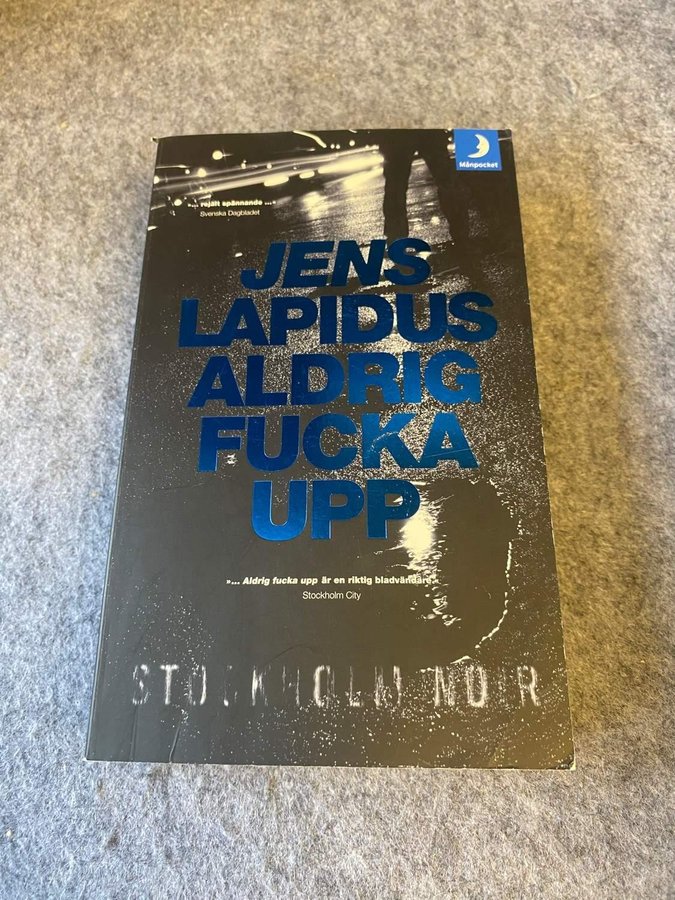 Månpocket
»... rejält spännande ...«
Svenska Dagbladet
JENS
LAPIDUS
ALDRIG
FUCKA
UPP
»... Aldrig fucka upp är en riktig bladvändare.«
Stockholm City
STOCKHOLM NOIR